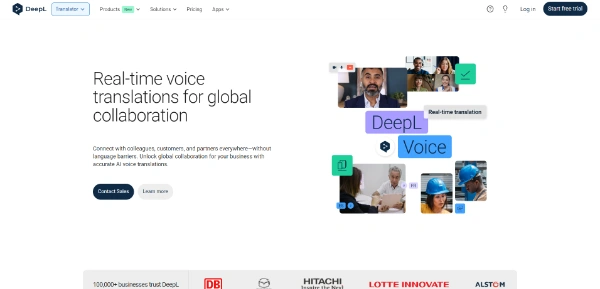 DeepL
Translator
Products New
Solutions
Pricing
Apps
Log in
Start free trial
Real-time voice
translations for global
collaboration
Connect with colleagues, customers, and partners everywhere—without
language barriers. Unlock global collaboration for your business with
accurate AI voice translations.
Contact Sales
Learn more
Real-time translation
DeepL
Voice
100,000+ businesses trust DeepL
DB
HITACHI
Inspire the Next
LOTTE INNOVATE
ALSTOM